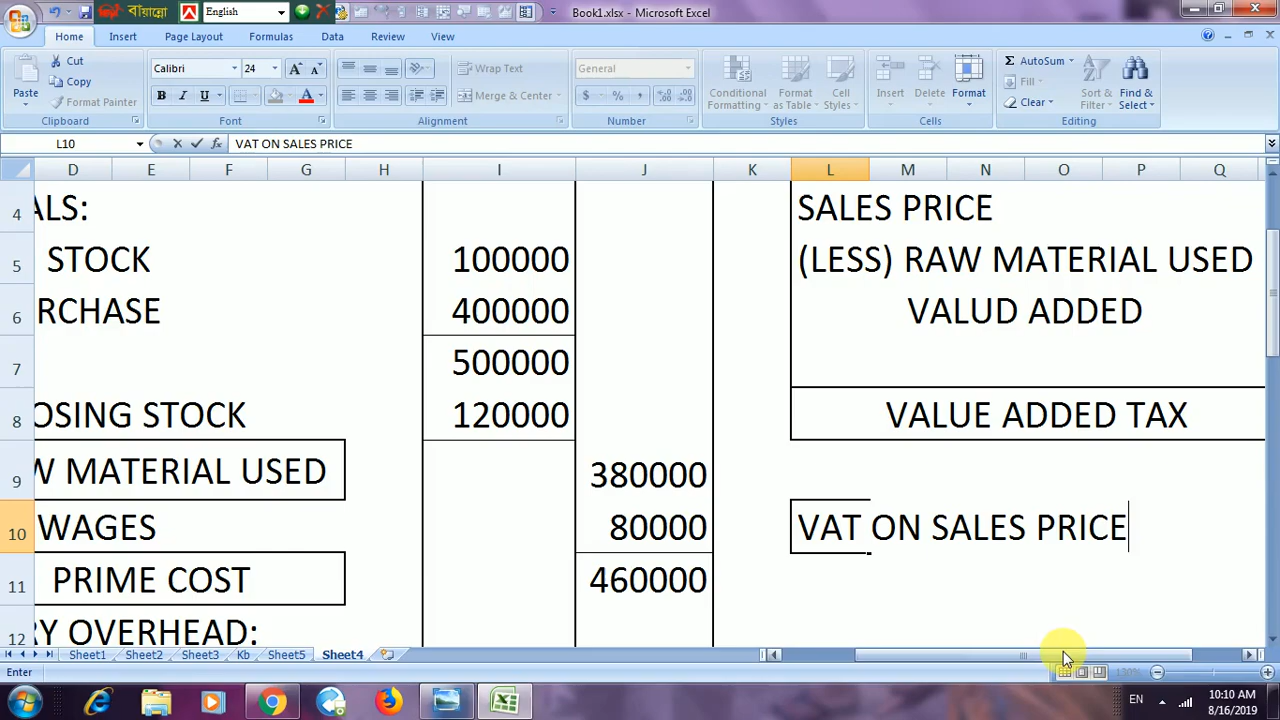 বাঁয়ান্নো English Book1.xlsx - Microsoft Excel
Home Insert Page Layout Formulas Data Review View
Paste Cut Copy Format Painter Clipboard
Calibri 24 A A B I U A Font
Wrap Text Merge & Center Alignment
General $ % , Number
Conditional Formatting Format as Table Cell Styles Styles
Insert Delete Format Cells
Σ AutoSum Fill Clear Sort & Filter Find & Select Editing
L10 fx VAT ON SALES PRICE
D E F G H I J K L M N O P Q
4 ALS: SALES PRICE
5 STOCK 100000 (LESS) RAW MATERIAL USED
6 RCHASE 400000 VALUD ADDED
7 500000
8 OSING STOCK 120000 VALUE ADDED TAX
9 W MATERIAL USED 380000
10 WAGES 80000 VAT ON SALES PRICE
11 PRIME COST 460000
12 RY OVERHEAD:
Sheet1 Sheet2 Sheet3 Kb Sheet5 Sheet4
Enter
EN 10:10 AM
8/16/2019